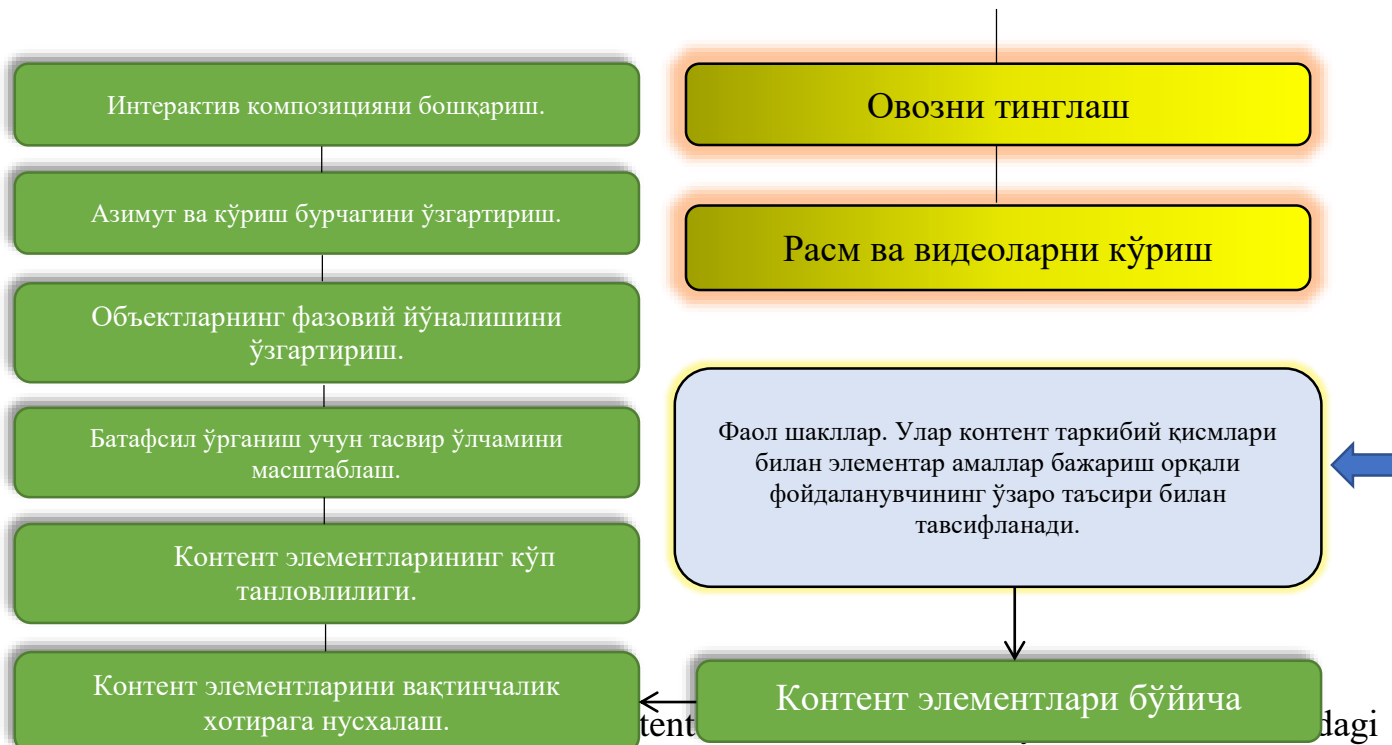 Интерактив композицияни бошқариш.
Азимут ва кўриш бурчагини ўзгартириш.
Объектларнинг фазовий йўналишини
ўзгартириш.
Батафсил ўрганиш учун тасвир ўлчамини
масштаблаш.
Контент элементларининг кўп
танловлилиги.
Контент элементларини вақтинчалик
хотирага нусхалаш.
Овозни тинглаш
Расм ва видеоларни кўриш
Фаол шакллар. Улар контент таркибий қисмлари
билан элементар амаллар бажариш орқали
фойдаланувчининг ўзаро таъсири билан
тавсифланади.
Контент элементлари бўйича
tent dagi